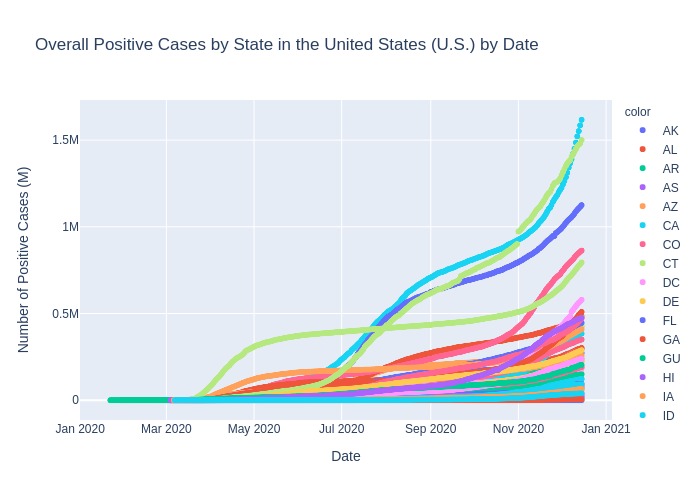 Overall Positive Cases by State in the United States (U.S.) by Date
color
AK
AL
AR
AS
AZ
CA
CO
CT
DC
DE
FL
GA
GU
HI
IA
ID
Number of Positive Cases (M)
1.5M
1M
0.5M
0
Jan 2020
Mar 2020
May 2020
Jul 2020
Sep 2020
Nov 2020
Jan 2021
Date